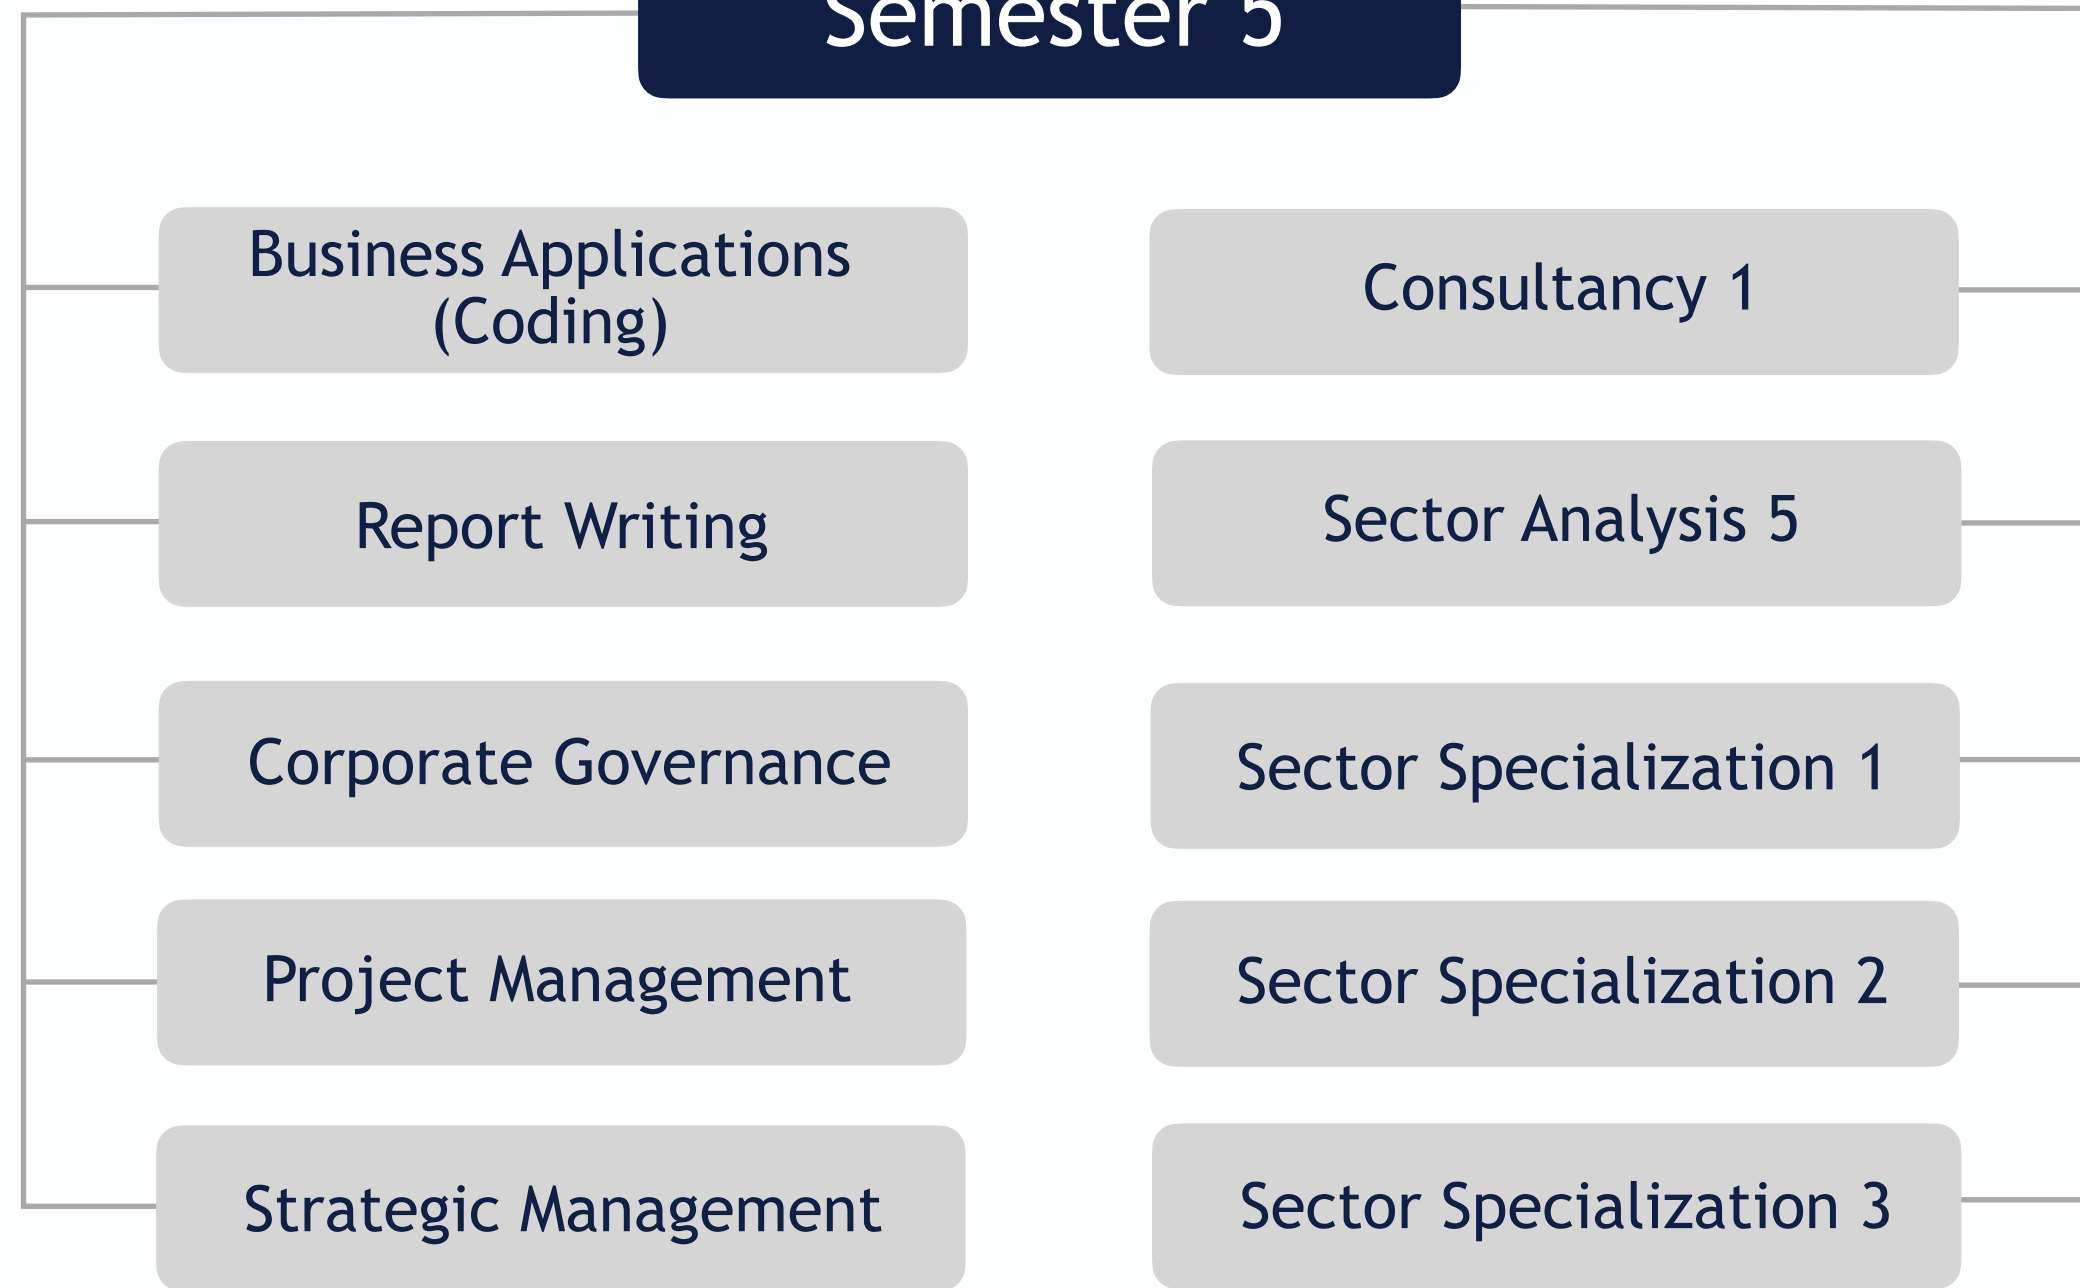 Semester 5
Business Applications
(Coding)
Report Writing
Corporate Governance
Project Management
Strategic Management
Consultancy 1
Sector Analysis 5
Sector Specialization 1
Sector Specialization 2
Sector Specialization 3